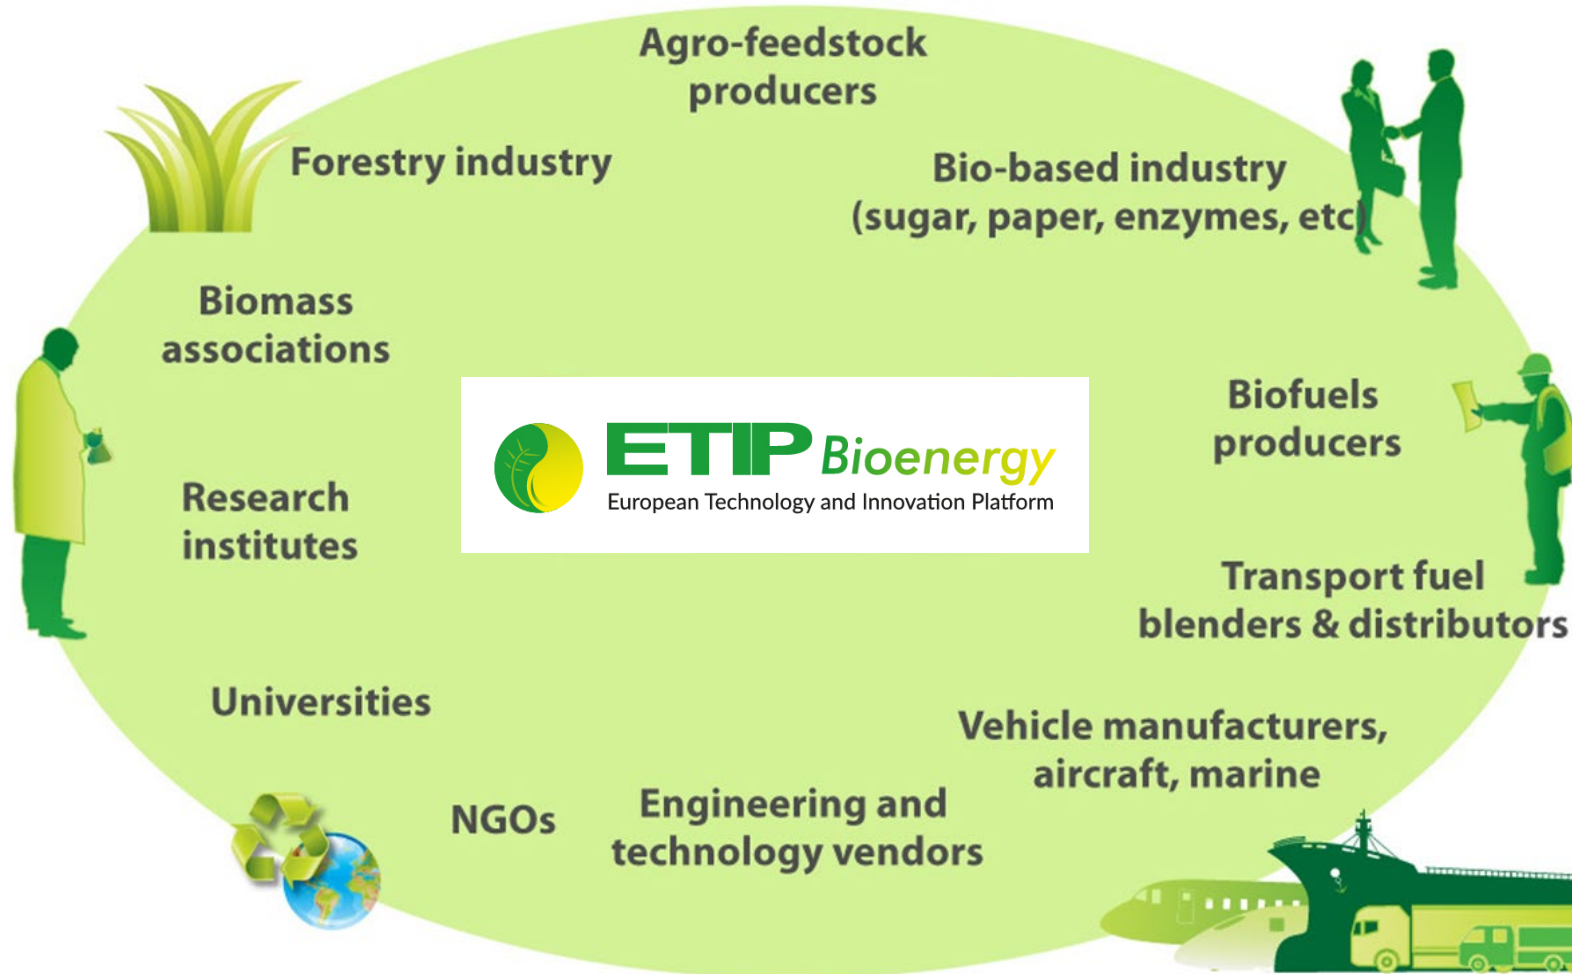 Agro-feedstock
producers
Forestry industry
Bio-based industry
(sugar, paper, enzymes, etc)
Biomass
associations
Biofuels
producers
ETIP Bioenergy
European Technology and Innovation Platform
Research
institutes
Transport fuel
blenders & distributors
Universities
Vehicle manufacturers,
aircraft, marine
NGOs
Engineering and
technology vendors